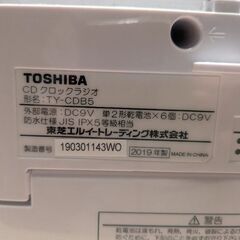 TOSHIBA
CDクロックラジオ
形名:TY-CDB5
外部電源:DC9V 単2形乾電池×6個:DC9V
防水仕様 JIS IPX5等級相当
東芝エルイートレーディング株式会社
製造番号 190301143WO 2019年製 MADE IN CHINA
警告